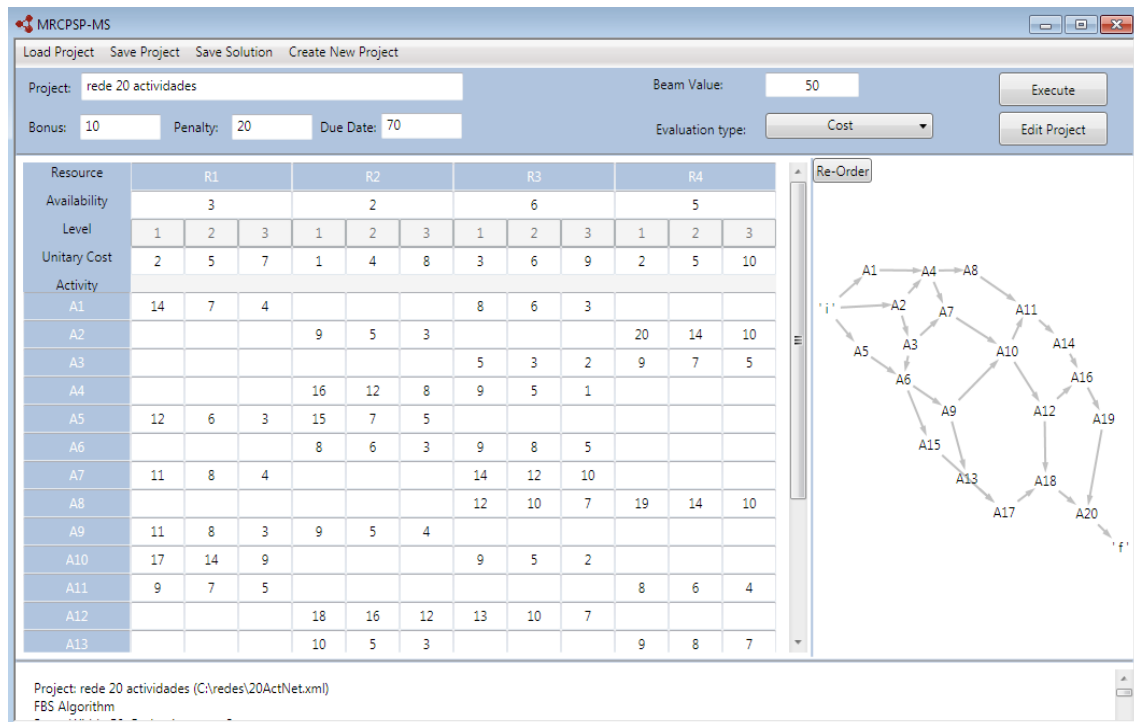 MRCPSP-MS
Load Project Save Project Save Solution Create New Project
Project: rede 20 actividades Beam Value: 50 Execute
Bonus: 10 Penalty: 20 Due Date: 70 Evaluation type: Cost Edit Project
Resource R1 R2 R3 R4
Availability 3 2 6 5
Level 1 2 3 1 2 3 1 2 3 1 2 3
Unitary Cost 2 5 7 1 4 8 3 6 9 2 5 10
Activity
A1 14 7 4 8 6 3
A2 9 5 3 20 14 10
A3 5 3 2 9 7 5
A4 16 12 8 9 5 1
A5 12 6 3 15 7 5
A6 8 6 3 9 8 5
A7 11 8 4 14 12 10
A8 12 10 7 19 14 10
A9 11 8 3 9 5 4
A10 17 14 9 9 5 2
A11 9 7 5 8 6 4
A12 18 16 12 13 10 7
A13 10 5 3 9 8 7
Re-Order
A1 A4 A8
'i' A2 A7 A11
A5 A3 A10 A14
A6 A16
A9 A12 A19
A15
A13 A18
A17 A20
'f'
Project: rede 20 actividades (C:\redes\20ActNet.xml)
FBS Algorithm